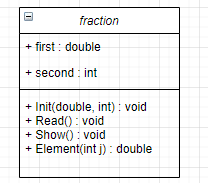 fraction
+ first : double
+ second : int
+ Init(double, int) : void
+ Read() : void
+ Show() : void
+ Element(int j) : double